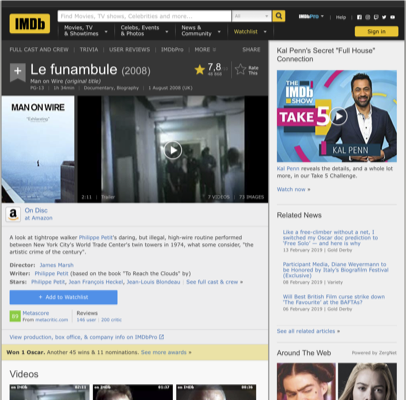 IMDb
Find Movies, TV shows, Celebrities and more...
All
Movies, TV & Showtimes
Celebs, Events & Photos
News & Community
Watchlist
IMDbPro
Help
Sign in
FULL CAST AND CREW | TRIVIA | USER REVIEWS | IMDbPro | MORE
SHARE
Le funambule (2008)
Man on Wire (original title)
PG-13 | 1h 34min | Documentary, Biography | 1 August 2008 (UK)
7,8
Rate This
MAN ON WIRE
2:11 | Trailer
7 VIDEOS | 73 IMAGES
On Disc
at Amazon
A look at tightrope walker Philippe Petit's daring, but illegal, high-wire routine performed
between New York City's World Trade Center's twin towers in 1974, what some consider, "the
artistic crime of the century".
Director: James Marsh
Writer: Philippe Petit (based on the book "To Reach the Clouds" by)
Stars: Philippe Petit, Jean François Heckel, Jean-Louis Blondeau | See full cast & crew »
+ Add to Watchlist
Metascore
From metacritic.com
Reviews
View production, box office, & company info on IMDbPro
Won 1 Oscar. Another 45 wins & 11 nominations. See more awards »
Videos
Kal Penn's Secret "Full House"
Connection
THE
IMDb
SHOW
TAKE 5
KAL PENN
Kal Penn reveals the details, and a whole lot
more, in our Take 5 Challenge.
Watch now »
Related News
Like a free-climber without a net, I
switched my Oscar doc prediction to
'Free Solo' — and here is why
13 February 2019 | Gold Derby
Participant Media, Diane Weyermann to
be Honored by Italy's Biografilm Festival
(Exclusive)
Variety
Will Best British Film curse strike down
'The Favourite' at the BAFTAs?
Gold Derby
See all related articles »
Around The Web
Powered by ZergNet